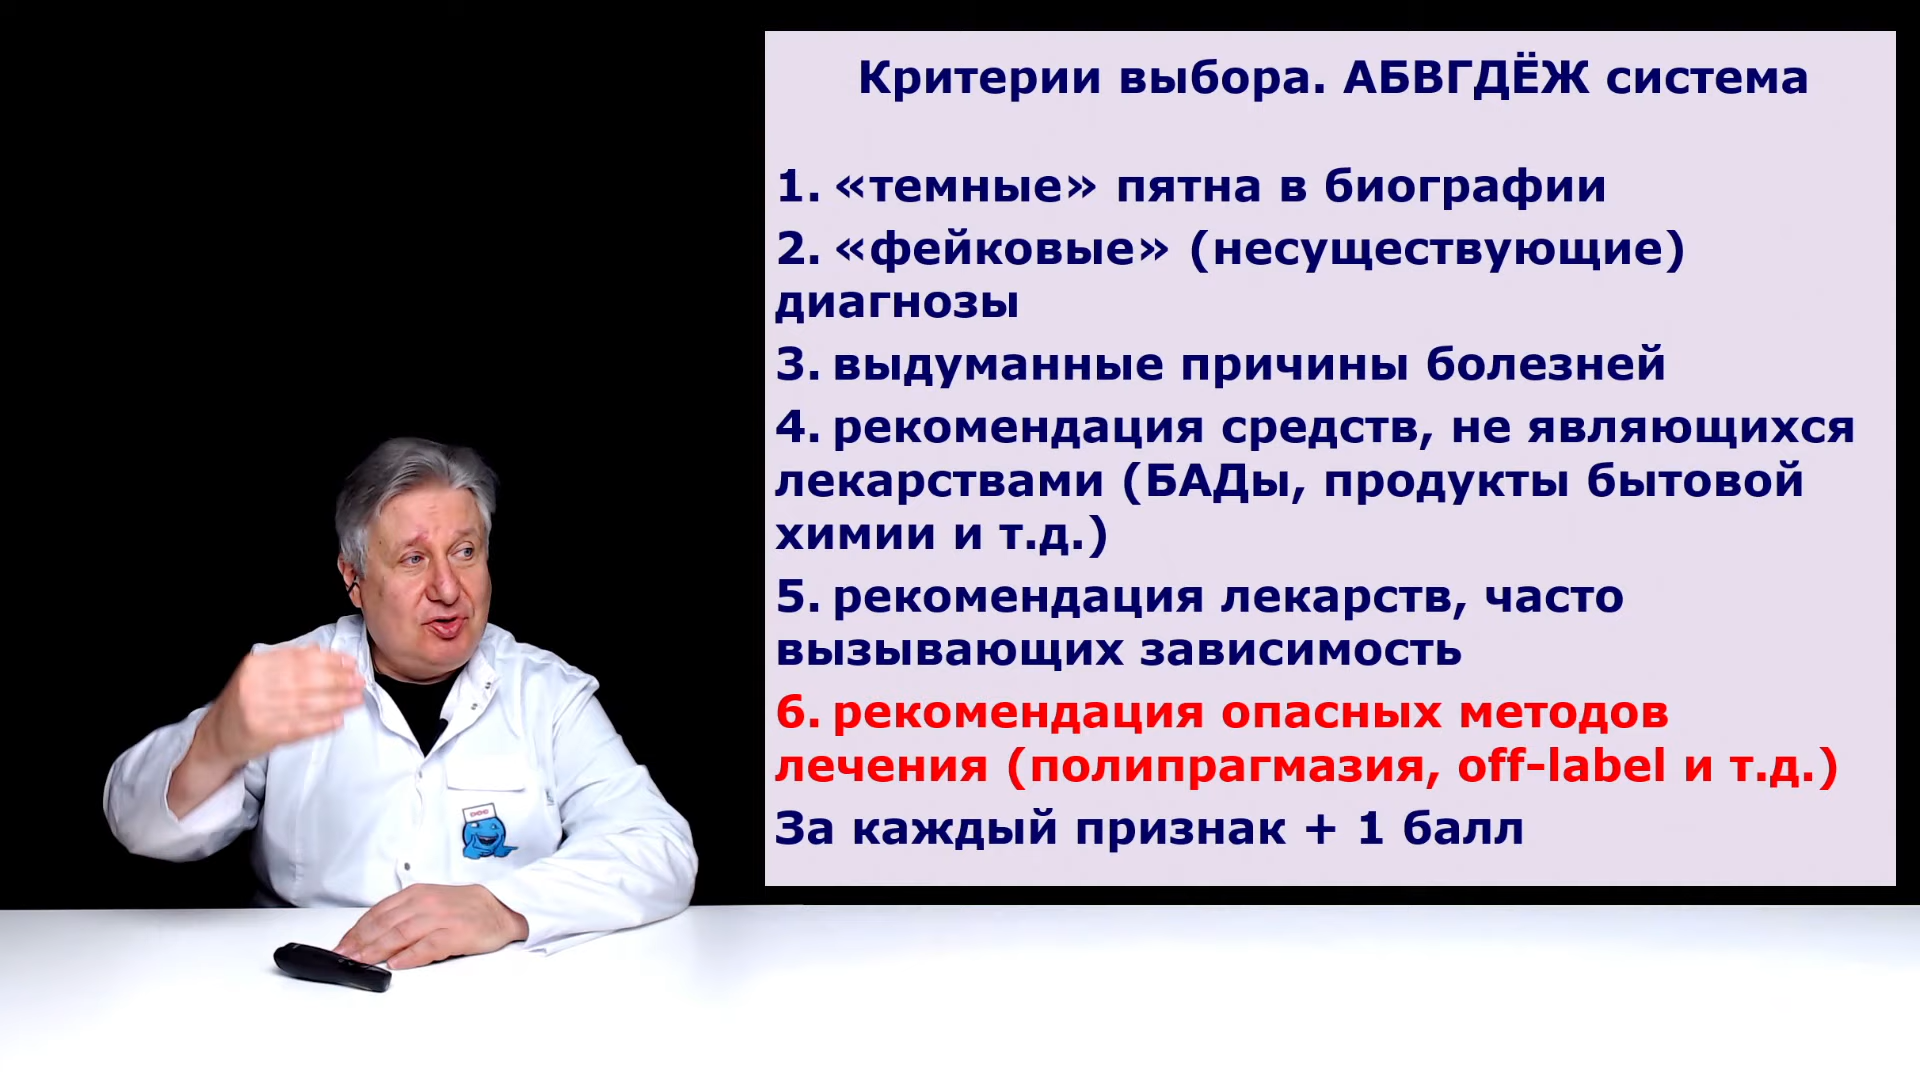 Критерии выбора. АБВГДЁЖ система
1. «темные» пятна в биографии
2. «фейковые» (несуществующие)
диагнозы
3. выдуманные причины болезней
4. рекомендация средств, не являющихся
лекарствами (БАДы, продукты бытовой
химии и т.д.)
5. рекомендация лекарств, часто
вызывающих зависимость
6. рекомендация опасных методов
лечения (полипрагмазия, off-label и т.д.)
За каждый признак + 1 балл